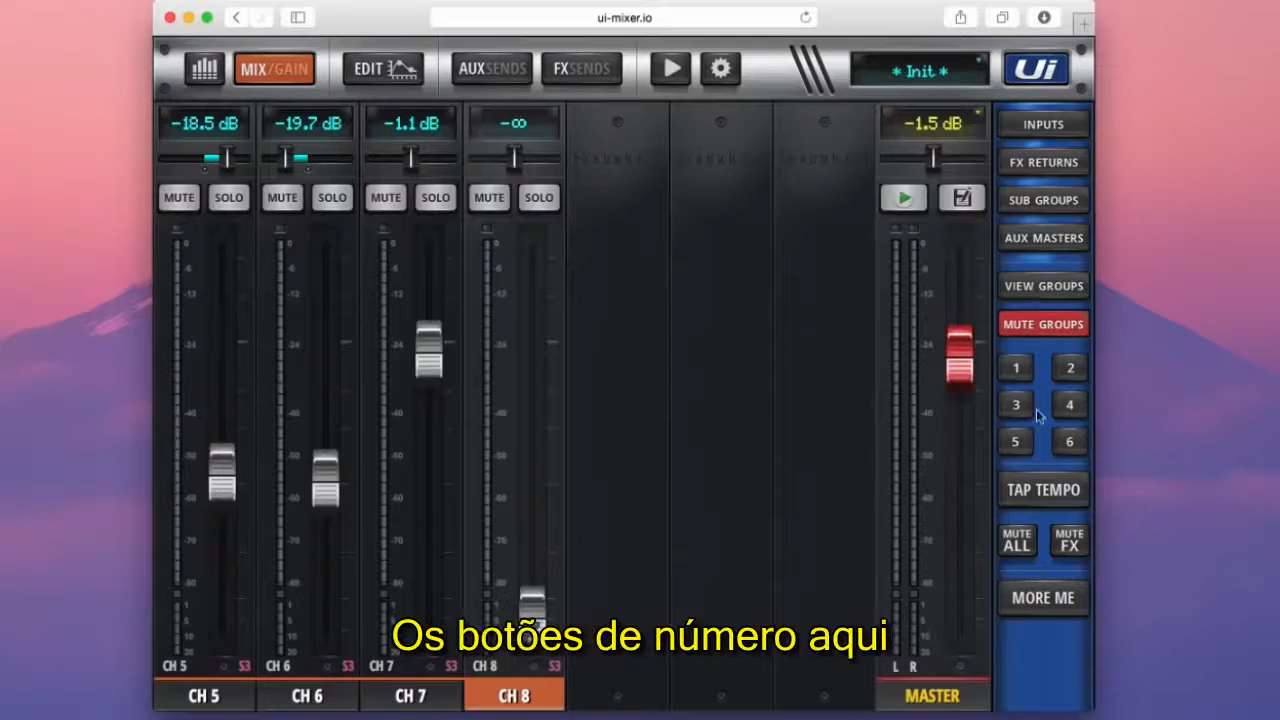 ui-mixer.io
MIX/GAIN
EDIT
AUXSENDS
FXSENDS
* Init *
Ui
-18.5 dB
-19.7 dB
-1.1 dB
-∞
-1.5 dB
INPUTS
FX RETURNS
SUB GROUPS
AUX MASTERS
VIEW GROUPS
MUTE GROUPS
1 2
3 4
5 6
TAP TEMPO
MUTE ALL
MUTE FX
MORE ME
MUTE SOLO
MUTE SOLO
MUTE SOLO
MUTE SOLO
Os botões de número aqui
CH 5 S3
CH 6 S3
CH 7 S3
CH 8 S3
L R
CH 5
CH 6
CH 7
CH 8
MASTER